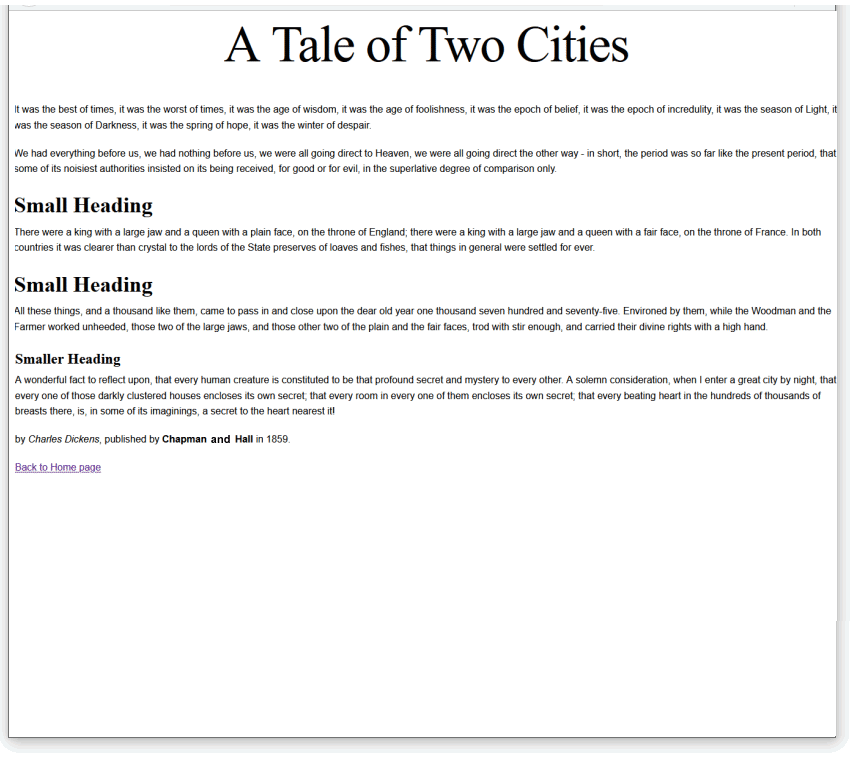 A Tale of Two Cities
It was the best of times, it was the worst of times, it was the age of wisdom, it was the age of foolishness, it was the epoch of belief, it was the epoch of incredulity, it was the season of Light, it
was the season of Darkness, it was the spring of hope, it was the winter of despair.
We had everything before us, we had nothing before us, we were all going direct to Heaven, we were all going direct the other way - in short, the period was so far like the present period, that
some of its noisiest authorities insisted on its being received, for good or for evil, in the superlative degree of comparison only.
Small Heading
There were a king with a large jaw and a queen with a plain face, on the throne of England; there were a king with a large jaw and a queen with a fair face, on the throne of France. In both
countries it was clearer than crystal to the lords of the State preserves of loaves and fishes, that things in general were settled for ever.
Small Heading
All these things, and a thousand like them, came to pass in and close upon the dear old year one thousand seven hundred and seventy-five. Environed by them, while the Woodman and the
Farmer worked unheeded, those two of the large jaws, and those other two of the plain and the fair faces, trod with stir enough, and carried their divine rights with a high hand.
Smaller Heading
A wonderful fact to reflect upon, that every human creature is constituted to be that profound secret and mystery to every other. A solemn consideration, when I enter a great city by night, that
every one of those darkly clustered houses encloses its own secret; that every room in every one of them encloses its own secret; that every beating heart in the hundreds of thousands of
breasts there, is, in some of its imaginings, a secret to the heart nearest it!
by Charles Dickens, published by Chapman and Hall in 1859.
Back to Home page